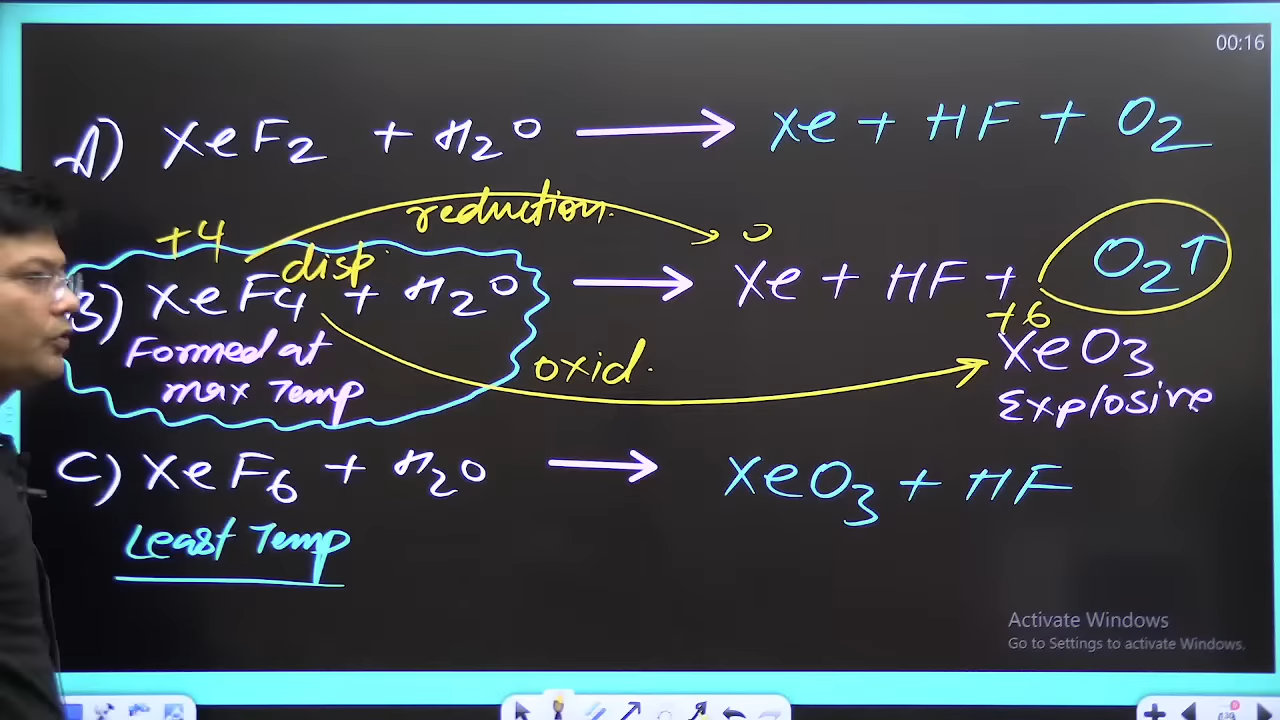 00:16
A) XeF2 + H2O ⟶ Xe + HF + O2
reduction.
+4 0
disp.
B) XeF4 + H2O ⟶ Xe + HF + O2↑
+6
Formed at XeO3
oxid.
max Temp Explosive
C) XeF6 + H2O ⟶ XeO3 + HF
Least Temp
Activate Windows
Go to Settings to activate Windows.